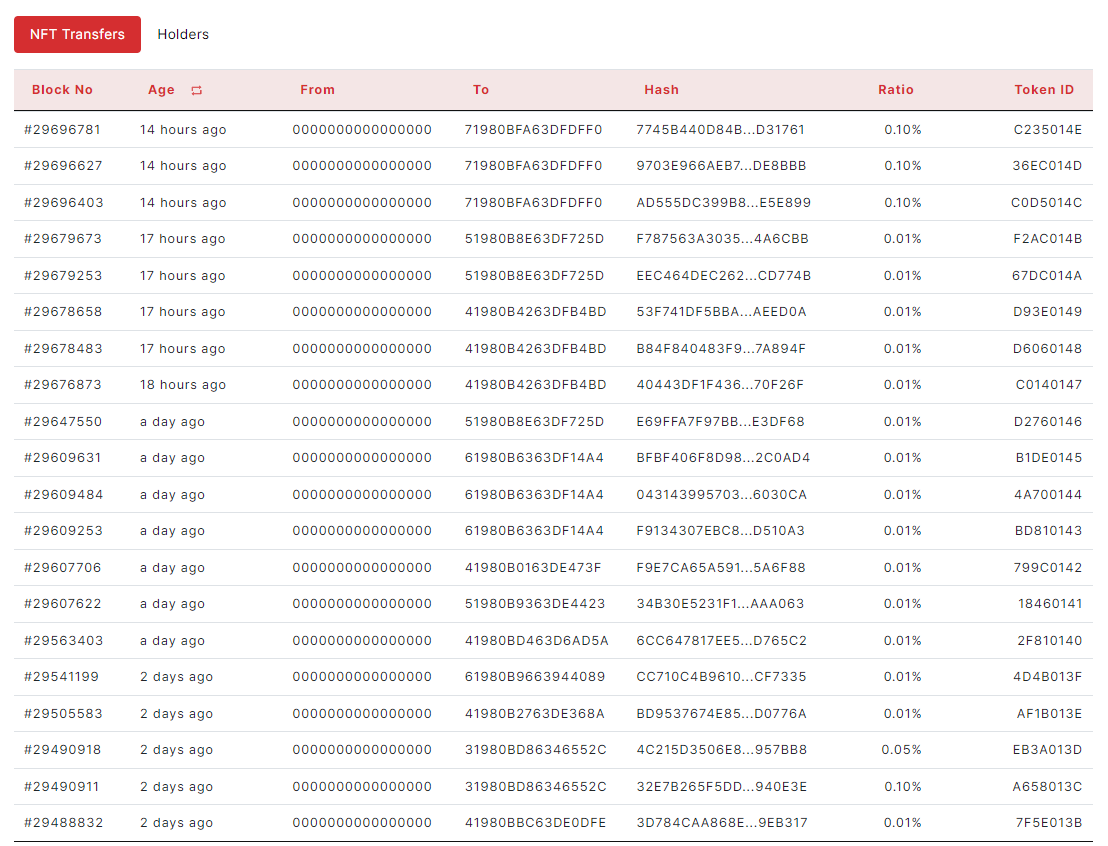 NFT Transfers Holders
Block No Age From To Hash Ratio Token ID
#29696781 14 hours ago 0000000000000000 71980BFA63DFDFF0 7745B440D84B...D31761 0.10% C235014E
#29696627 14 hours ago 0000000000000000 71980BFA63DFDFF0 9703E966AEB7...DE8BBB 0.10% 36EC014D
#29696403 14 hours ago 0000000000000000 71980BFA63DFDFF0 AD555DC399B8...E5E899 0.10% C0D5014C
#29679673 17 hours ago 0000000000000000 51980B8E63DF725D F787563A3035...4A6CBB 0.01% F2AC014B
#29679253 17 hours ago 0000000000000000 51980B8E63DF725D EEC464DEC262...CD774B 0.01% 67DC014A
#29678658 17 hours ago 0000000000000000 41980B4263DFB4BD 53F741DF5BBA...AEED0A 0.01% D93E0149
#29678483 17 hours ago 0000000000000000 41980B4263DFB4BD B84F840483F9...7A894F 0.01% D6060148
#29676873 18 hours ago 0000000000000000 41980B4263DFB4BD 40443DF1F436...70F26F 0.01% C0140147
#29647550 a day ago 0000000000000000 51980B8E63DF725D E69FFA7F97BB...E3DF68 0.01% D2760146
#29609631 a day ago 0000000000000000 61980B6363DF14A4 BFBF406F8D98...2C0AD4 0.01% B1DE0145
#29609484 a day ago 0000000000000000 61980B6363DF14A4 043143995703...6030CA 0.01% 4A700144
#29609253 a day ago 0000000000000000 61980B6363DF14A4 F9134307EBC8...D510A3 0.01% BD810143
#29607706 a day ago 0000000000000000 41980B0163DE473F F9E7CA65A591...5A6F88 0.01% 799C0142
#29607622 a day ago 0000000000000000 51980B9363DE4423 34B30E5231F1...AAA063 0.01% 18460141
#29563403 a day ago 0000000000000000 41980BD463D6AD5A 6CC647817EE5...D765C2 0.01% 2F810140
#29541199 2 days ago 0000000000000000 61980B9663944089 CC710C4B9610...CF7335 0.01% 4D4B013F
#29505583 2 days ago 0000000000000000 41980B2763DE368A BD9537674E85...D0776A 0.01% AF1B013E
#29490918 2 days ago 0000000000000000 31980BD86346552C 4C215D3506E8...957BB8 0.05% EB3A013D
#29490911 2 days ago 0000000000000000 31980BD86346552C 32E7B265F5DD...940E3E 0.10% A658013C
#29488832 2 days ago 0000000000000000 41980BBC63DE0DFE 3D784CAA868E...9EB317 0.01% 7F5E013B